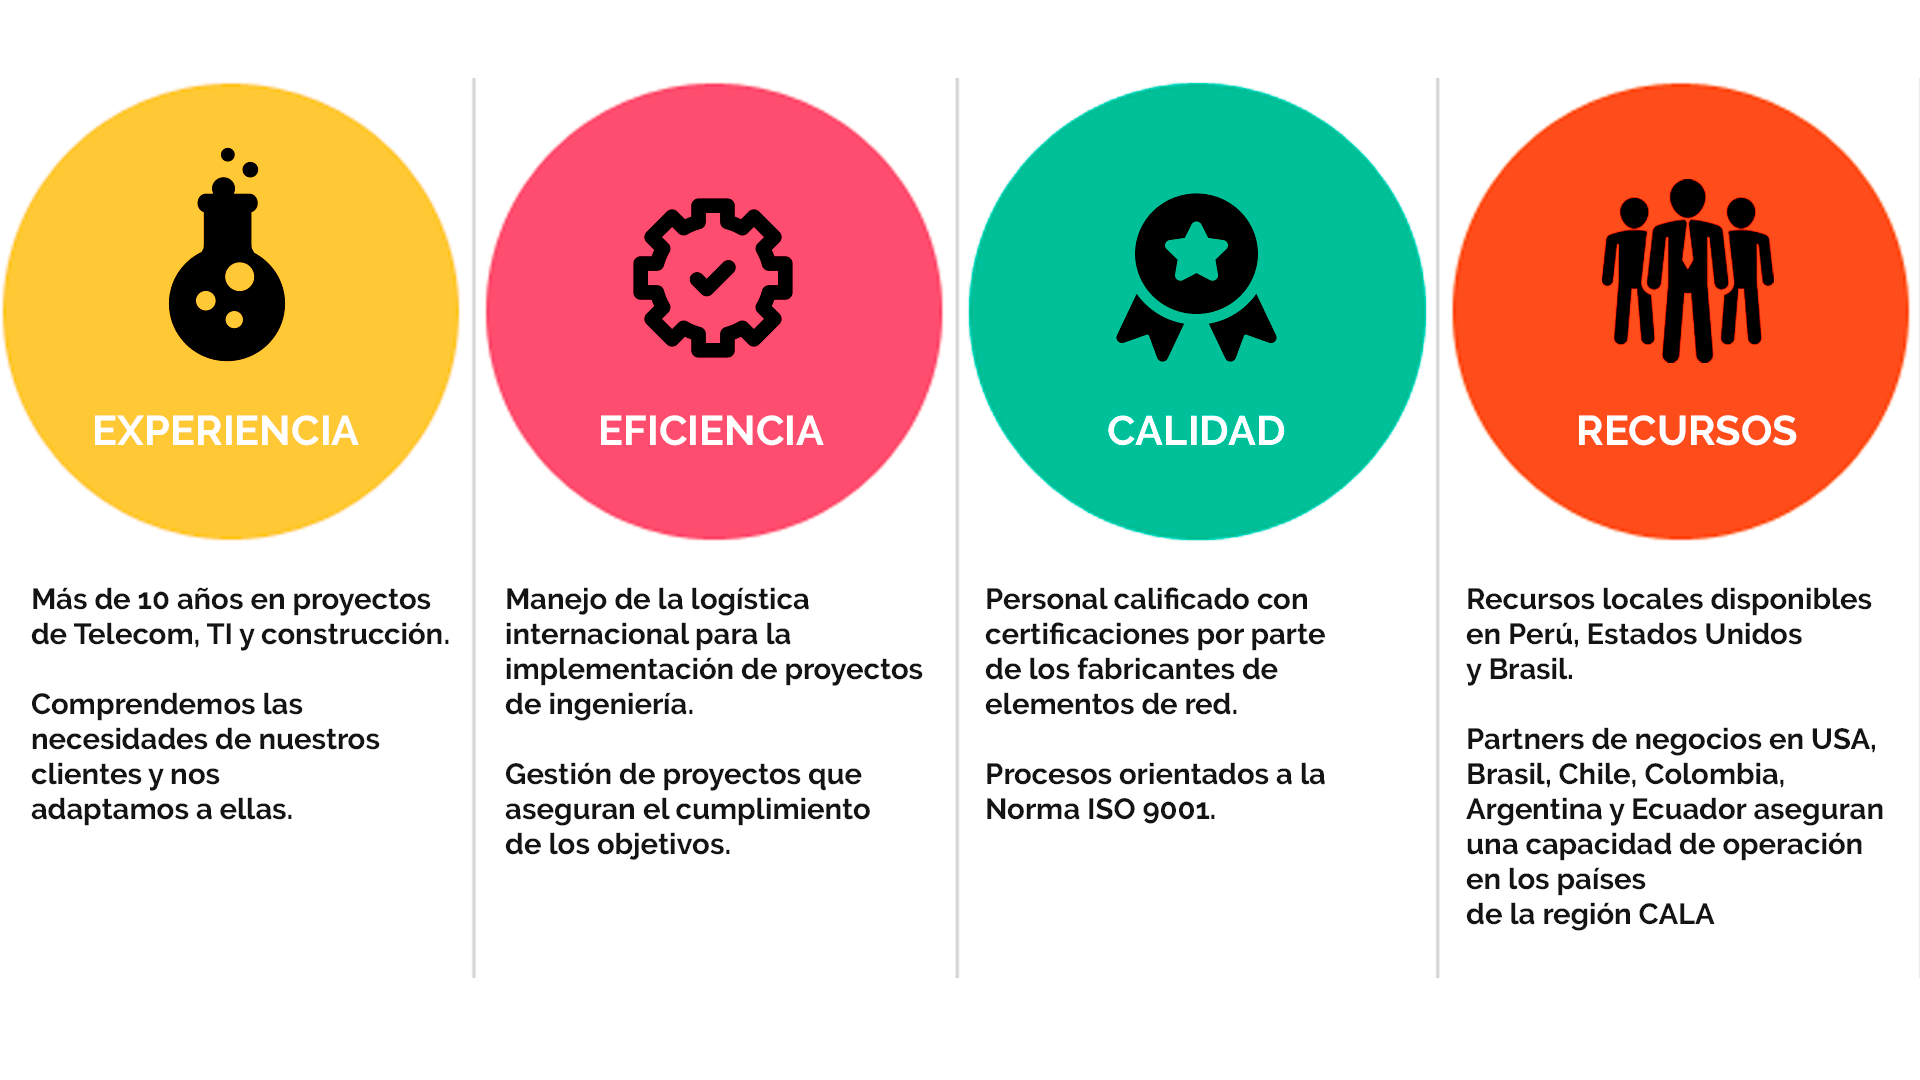 EXPERIENCIA
Más de 10 años en proyectos
de Telecom, TI y construcción.
Comprendemos las
necesidades de nuestros
clientes y nos
adaptamos a ellas.
EFICIENCIA
Manejo de la logística
internacional para la
implementación de proyectos
de ingeniería.
Gestión de proyectos que
aseguran el cumplimiento
de los objetivos.
CALIDAD
Personal calificado con
certificaciones por parte
de los fabricantes de
elementos de red.
Procesos orientados a la
Norma ISO 9001.
RECURSOS
Recursos locales disponibles
en Perú, Estados Unidos
y Brasil.
Partners de negocios en USA,
Brasil, Chile, Colombia,
Argentina y Ecuador aseguran
una capacidad de operación
en los países
de la región CALA